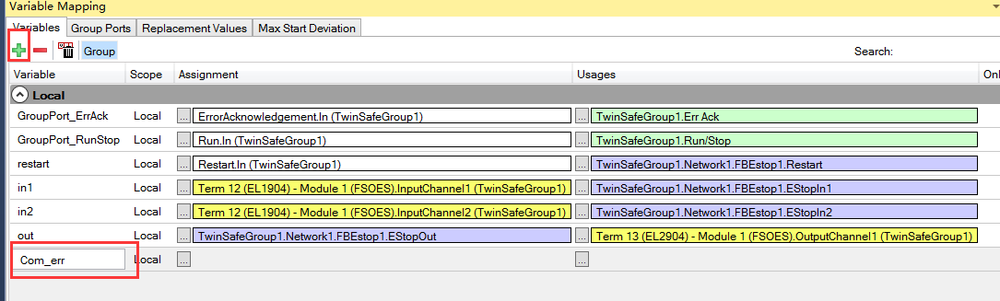 Variable Mapping
Variables Group Ports Replacement Values Max Start Deviation
Group Search:
Variable Scope Assignment Usages Onl
Local
GroupPort_ErrAck Local ... ErrorAcknowledgement.In (TwinSafeGroup1) ... TwinSafeGroup1.Err Ack
GroupPort_RunStop Local ... Run.In (TwinSafeGroup1) ... TwinSafeGroup1.Run/Stop
restart Local ... Restart.In (TwinSafeGroup1) ... TwinSafeGroup1.Network1.FBEstop1.Restart
in1 Local ... Term 12 (EL1904) - Module 1 (FSOES).InputChannel1 (TwinSafeGroup1) ... TwinSafeGroup1.Network1.FBEstop1.EStopIn1
in2 Local ... Term 12 (EL1904) - Module 1 (FSOES).InputChannel2 (TwinSafeGroup1) ... TwinSafeGroup1.Network1.FBEstop1.EStopIn2
out Local ... TwinSafeGroup1.Network1.FBEstop1.EStopOut ... Term 13 (EL2904) - Module 1 (FSOES).OutputChannel1 (TwinSafeGroup1)
Com_err Local ... ...